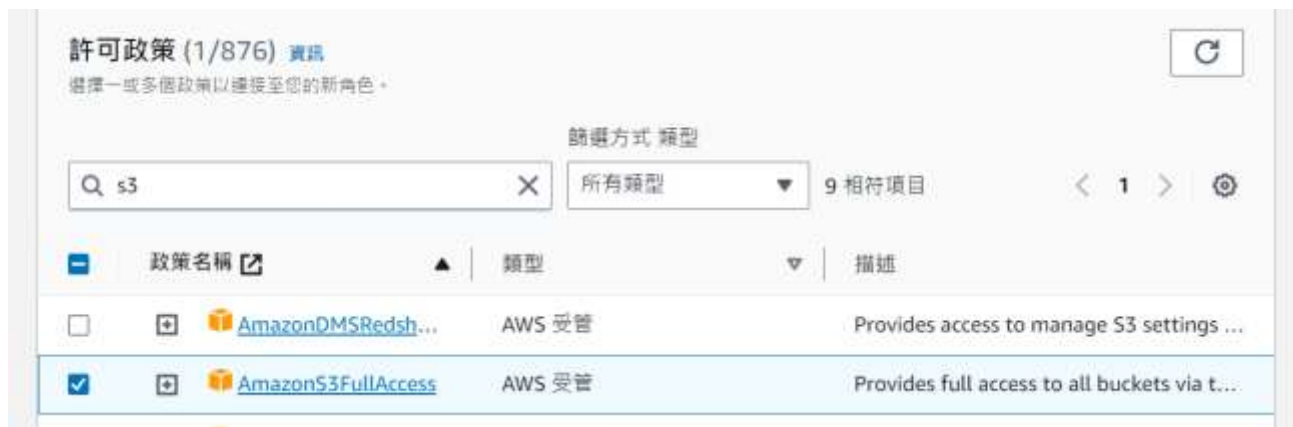 許可政策 (1/876) 資訊
選擇一或多個政策以連接至您的新角色。
篩選方式 類型
s3
所有類型
9 相符項目
1
政策名稱
類型
描述
AmazonDMSRedsh...
AWS 受管
Provides access to manage S3 settings ...
AmazonS3FullAccess
AWS 受管
Provides full access to all buckets via t...